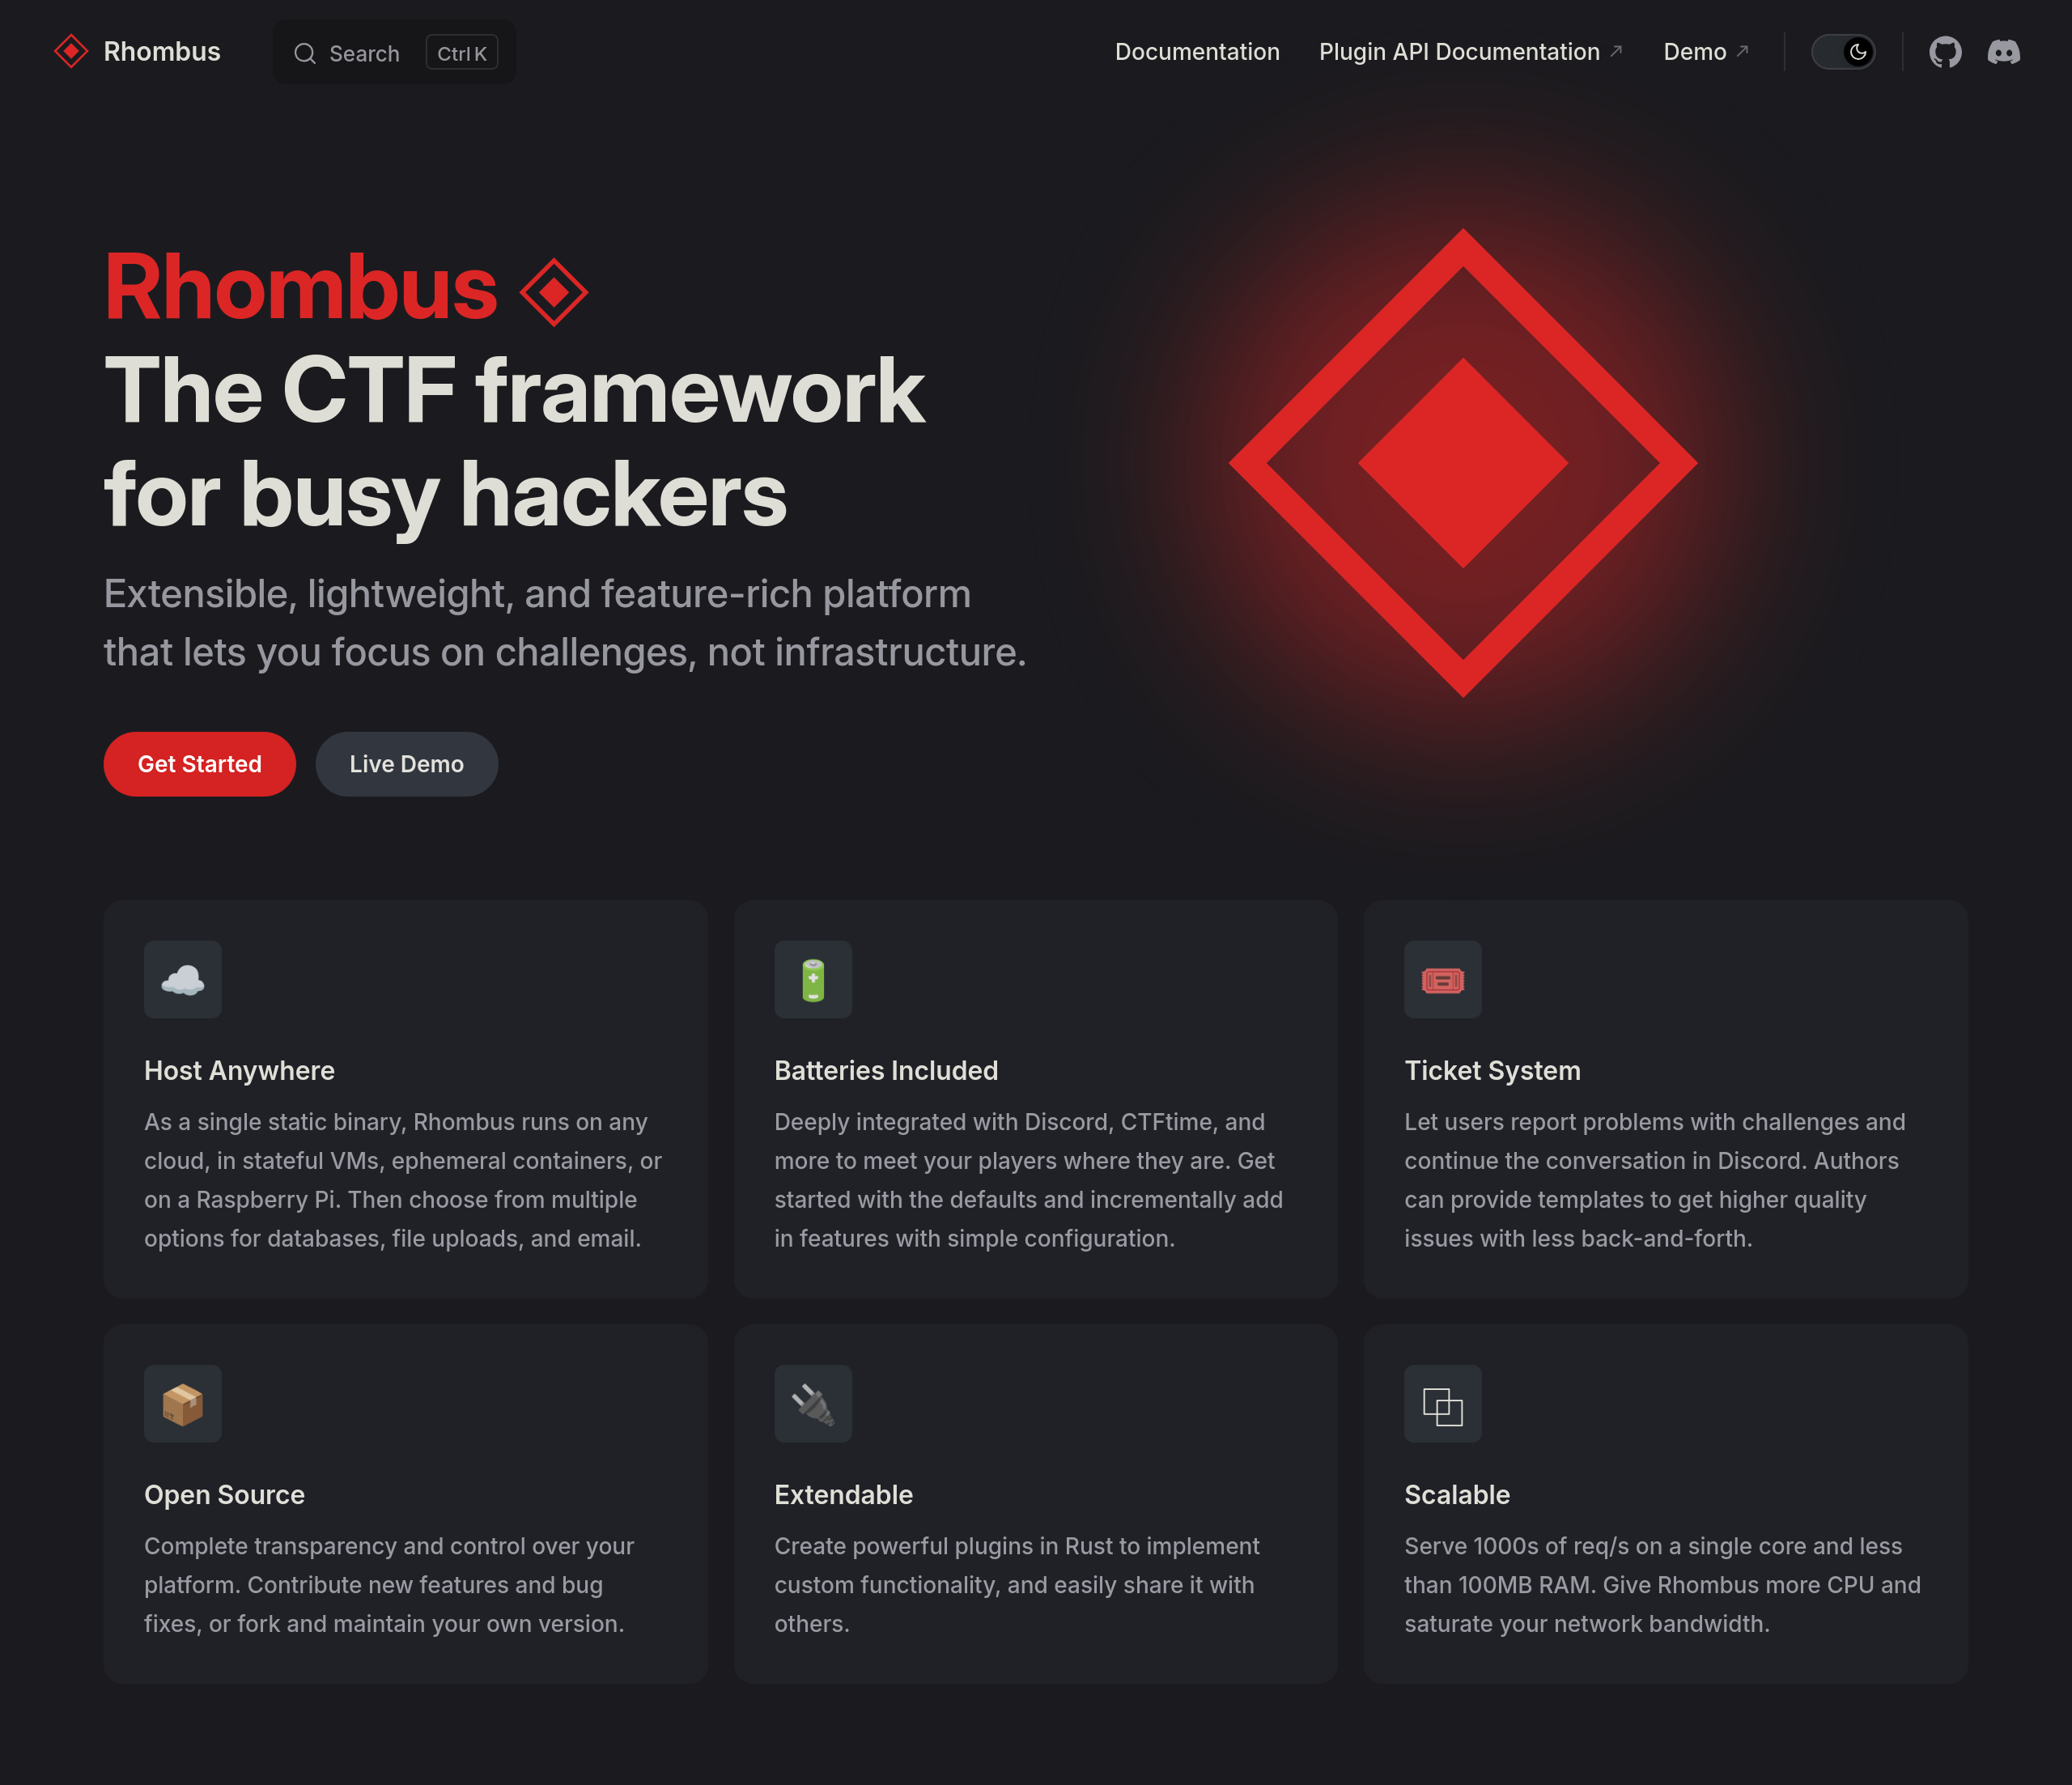 Rhombus
Search Ctrl K
Documentation
Plugin API Documentation
Demo
Rhombus
The CTF framework
for busy hackers
Extensible, lightweight, and feature-rich platform
that lets you focus on challenges, not infrastructure.
Get Started
Live Demo
Host Anywhere
As a single static binary, Rhombus runs on any
cloud, in stateful VMs, ephemeral containers, or
on a Raspberry Pi. Then choose from multiple
options for databases, file uploads, and email.
Batteries Included
Deeply integrated with Discord, CTFtime, and
more to meet your players where they are. Get
started with the defaults and incrementally add
in features with simple configuration.
Ticket System
Let users report problems with challenges and
continue the conversation in Discord. Authors
can provide templates to get higher quality
issues with less back-and-forth.
Open Source
Complete transparency and control over your
platform. Contribute new features and bug
fixes, or fork and maintain your own version.
Extendable
Create powerful plugins in Rust to implement
custom functionality, and easily share it with
others.
Scalable
Serve 1000s of req/s on a single core and less
than 100MB RAM. Give Rhombus more CPU and
saturate your network bandwidth.